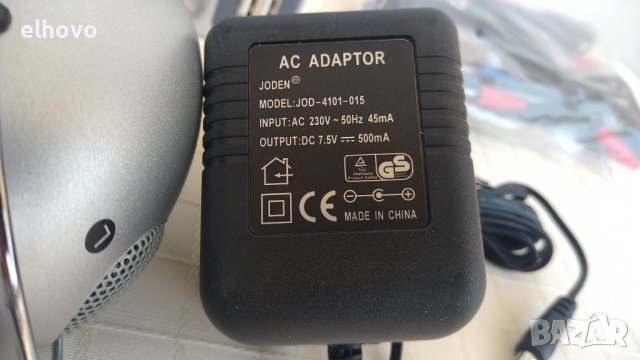 elhovo
AC ADAPTOR
JODEN®
MODEL:JOD-4101-015
INPUT:AC 230V ~ 50Hz 45mA
OUTPUT:DC 7.5V ⎓ 500mA
GS
CE
MADE IN CHINA
L
BAZAR